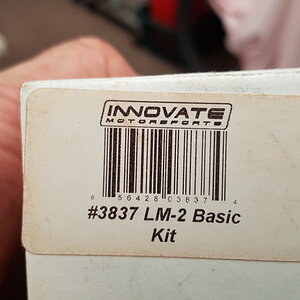 INNOVATE
MOTORSPORTS
8 56428 03837 4
#3837 LM-2 Basic
Kit